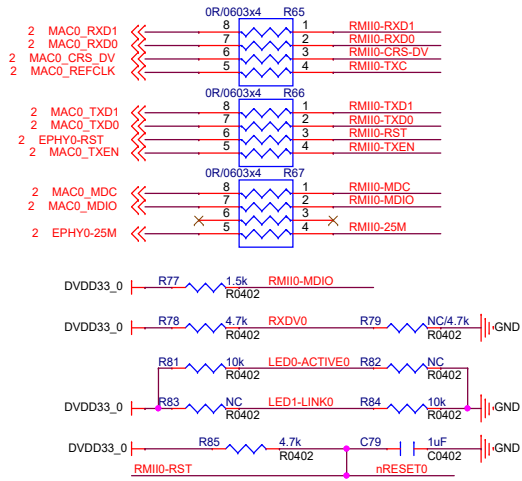 0R/0603x4 R65
2 MAC0_RXD1 8 1 RMII0-RXD1
2 MAC0_RXD0 7 2 RMII0-RXD0
2 MAC0_CRS_DV 6 3 RMII0-CRS-DV
2 MAC0_REFCLK 5 4 RMII0-TXC
0R/0603x4 R66
2 MAC0_TXD1 8 1 RMII0-TXD1
2 MAC0_TXD0 7 2 RMII0-TXD0
2 EPHY0-RST 6 3 RMII0-RST
2 MAC0_TXEN 5 4 RMII0-TXEN
0R/0603x4 R67
2 MAC0_MDC 8 1 RMII0-MDC
2 MAC0_MDIO 7 2 RMII0-MDIO
6 3
2 EPHY0-25M 5 4 RMII0-25M
DVDD33_0 R77 1.5k RMII0-MDIO
R0402
DVDD33_0 R78 4.7k RXDV0 R79 NC/4.7k GND
R0402 R0402
R81 10k LED0-ACTIVE0 R82 NC
R0402 R0402
DVDD33_0 R83 NC LED1-LINK0 R84 10k GND
R0402 R0402
DVDD33_0 R85 4.7k C79 1uF GND
R0402 C0402
RMII0-RST nRESET0